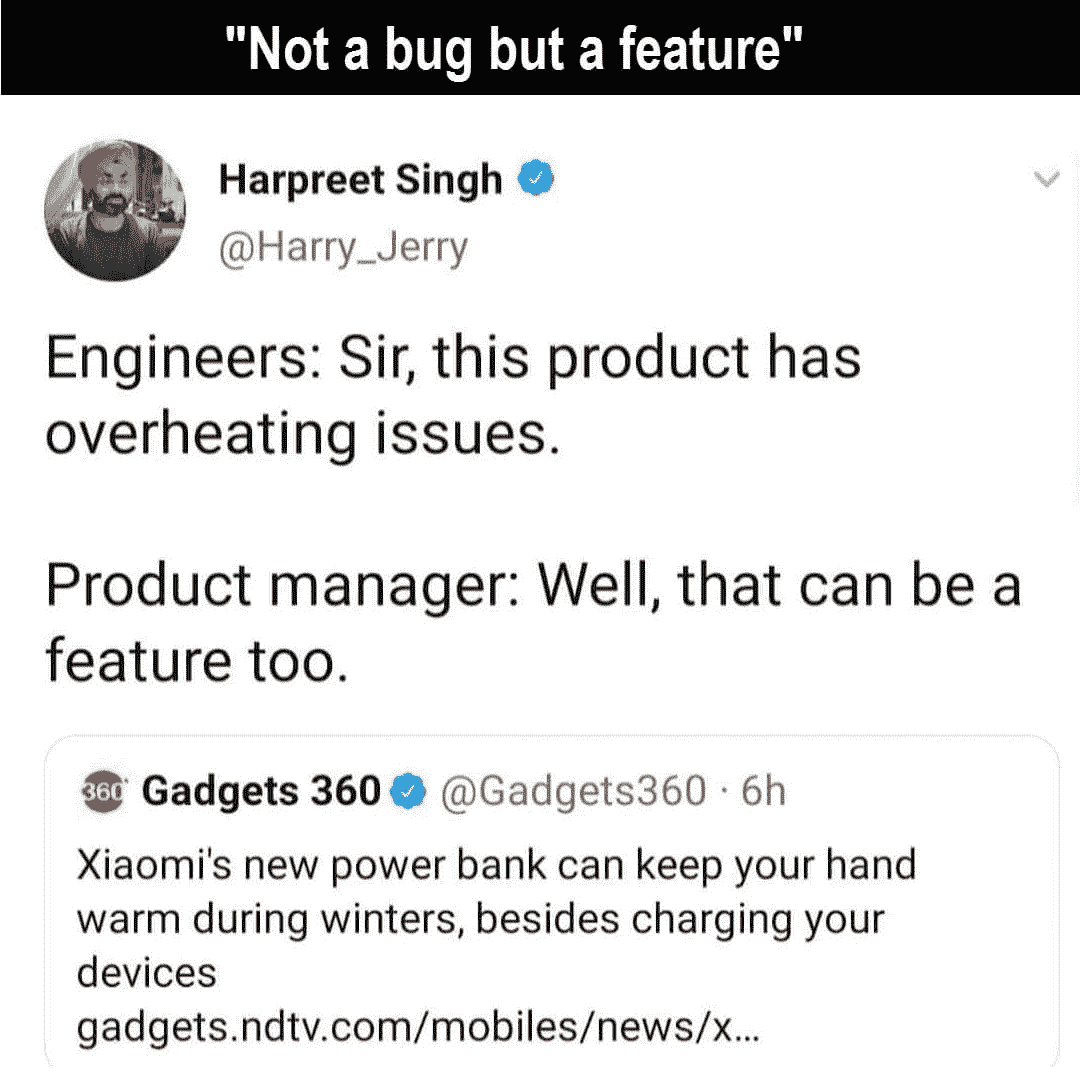 "Not a bug but a feature"
Harpreet Singh
@Harry_Jerry
Engineers: Sir, this product has
overheating issues.
Product manager: Well, that can be a
feature too.
360 Gadgets 360 @Gadgets360 · 6h
Xiaomi's new power bank can keep your hand
warm during winters, besides charging your
devices
gadgets.ndtv.com/mobiles/news/x...